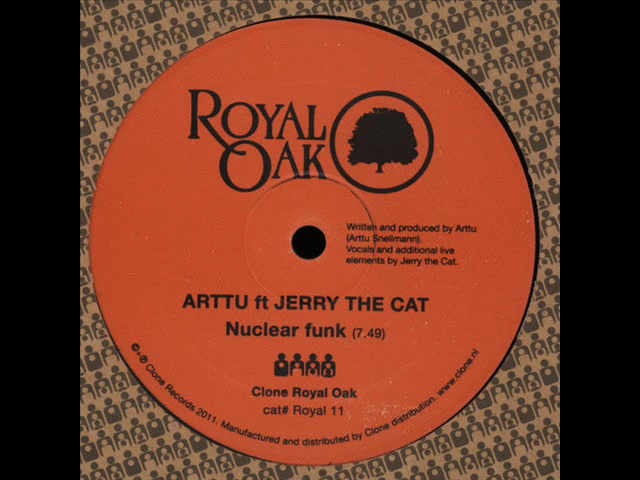 ROYAL
OAK
Written and produced by Arttu
(Arttu Snellmann).
Vocals and additional live
elements by Jerry the Cat.
ARTTU ft JERRY THE CAT
Nuclear funk (7.49)
Clone Royal Oak
cat# Royal 11
©+℗ Clone Records 2011. Manufactured and distributed by Clone distribution. www.clone.nl